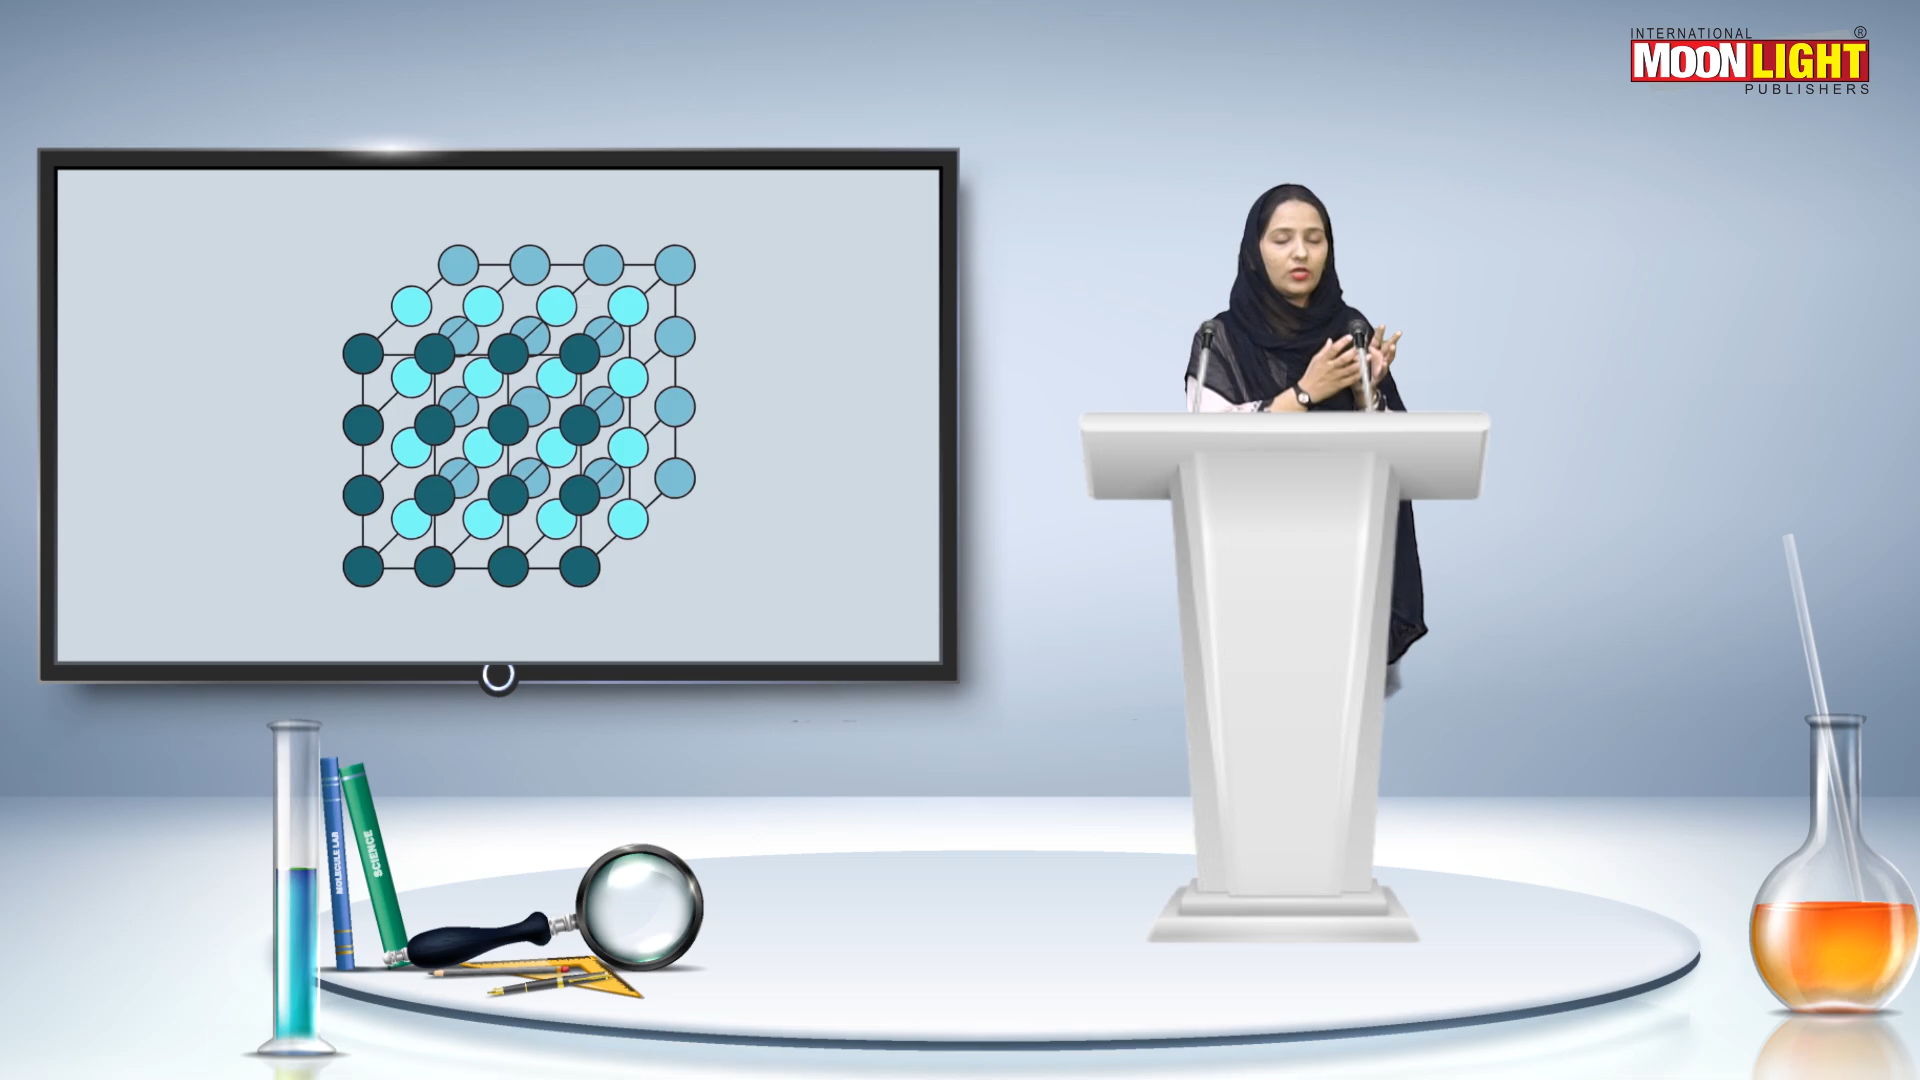 INTERNATIONAL ®
MOONLIGHT
PUBLISHERS
MOLECULE LAB
SCIENCE